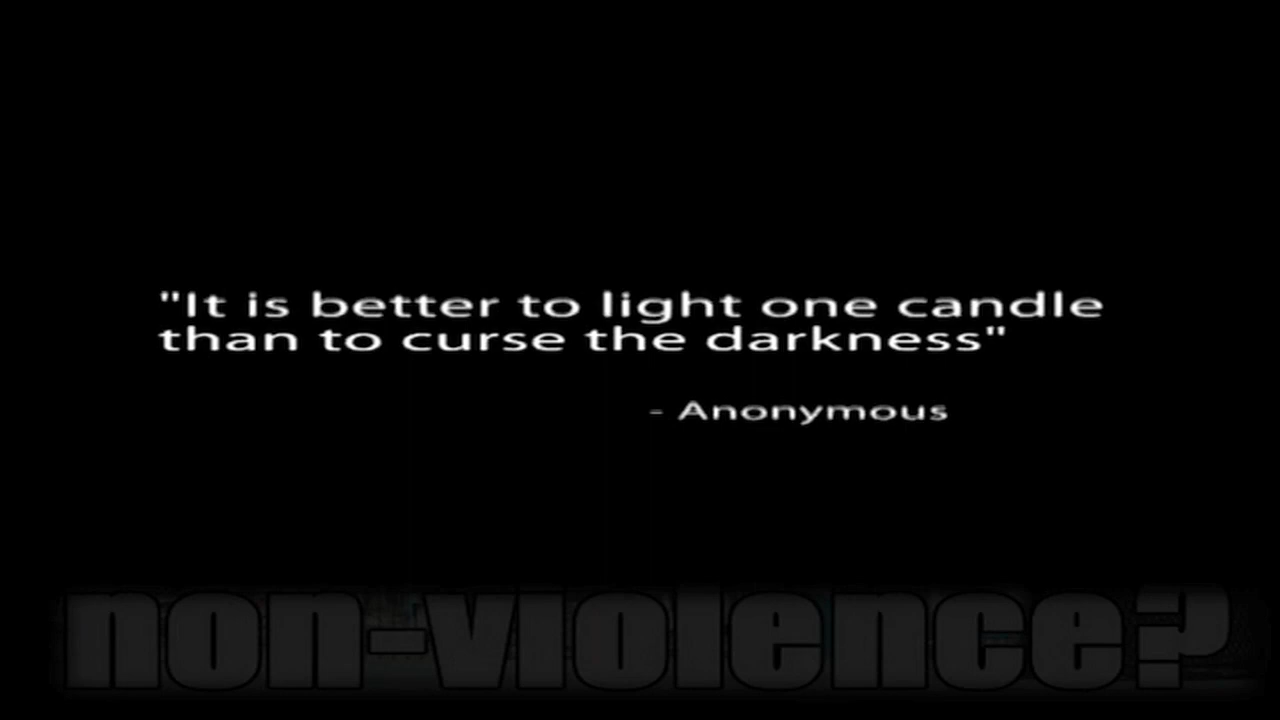 "It is better to light one candle
than to curse the darkness"
- Anonymous
non-violence?